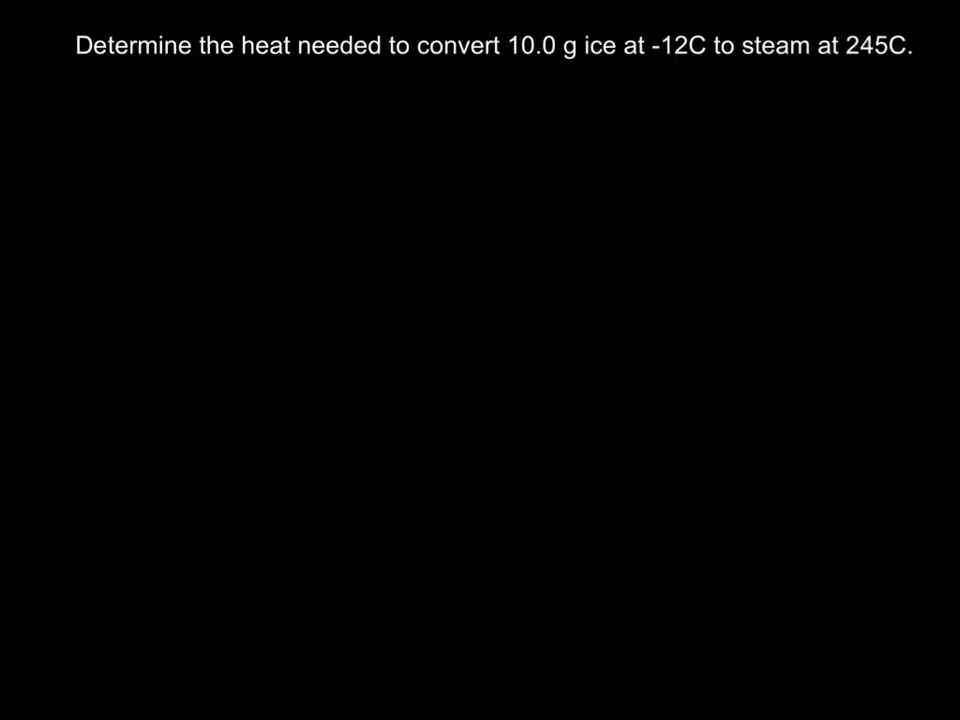 Determine the heat needed to convert 10.0 g ice at -12C to steam at 245C.